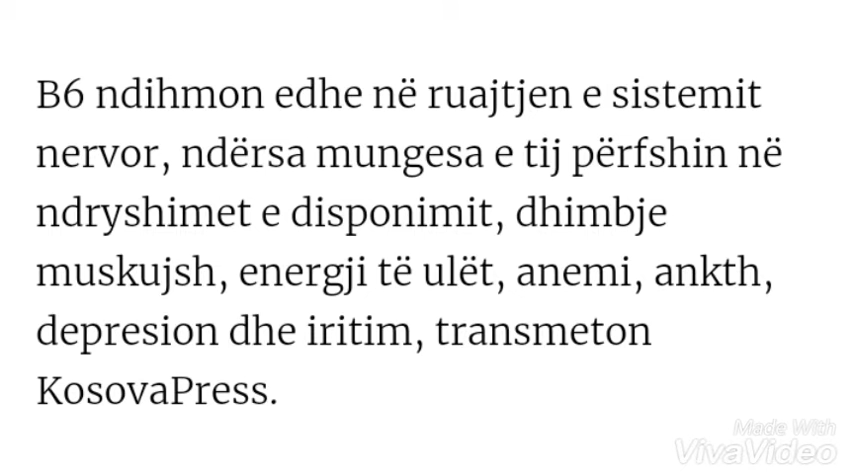 B6 ndihmon edhe në ruajtjen e sistemit
nervor, ndërsa mungesa e tij përfshin në
ndryshimet e disponimit, dhimbje
muskujsh, energji të ulët, anemi, ankth,
depresion dhe iritim, transmeton
KosovaPress.
Made With
VivaVideo